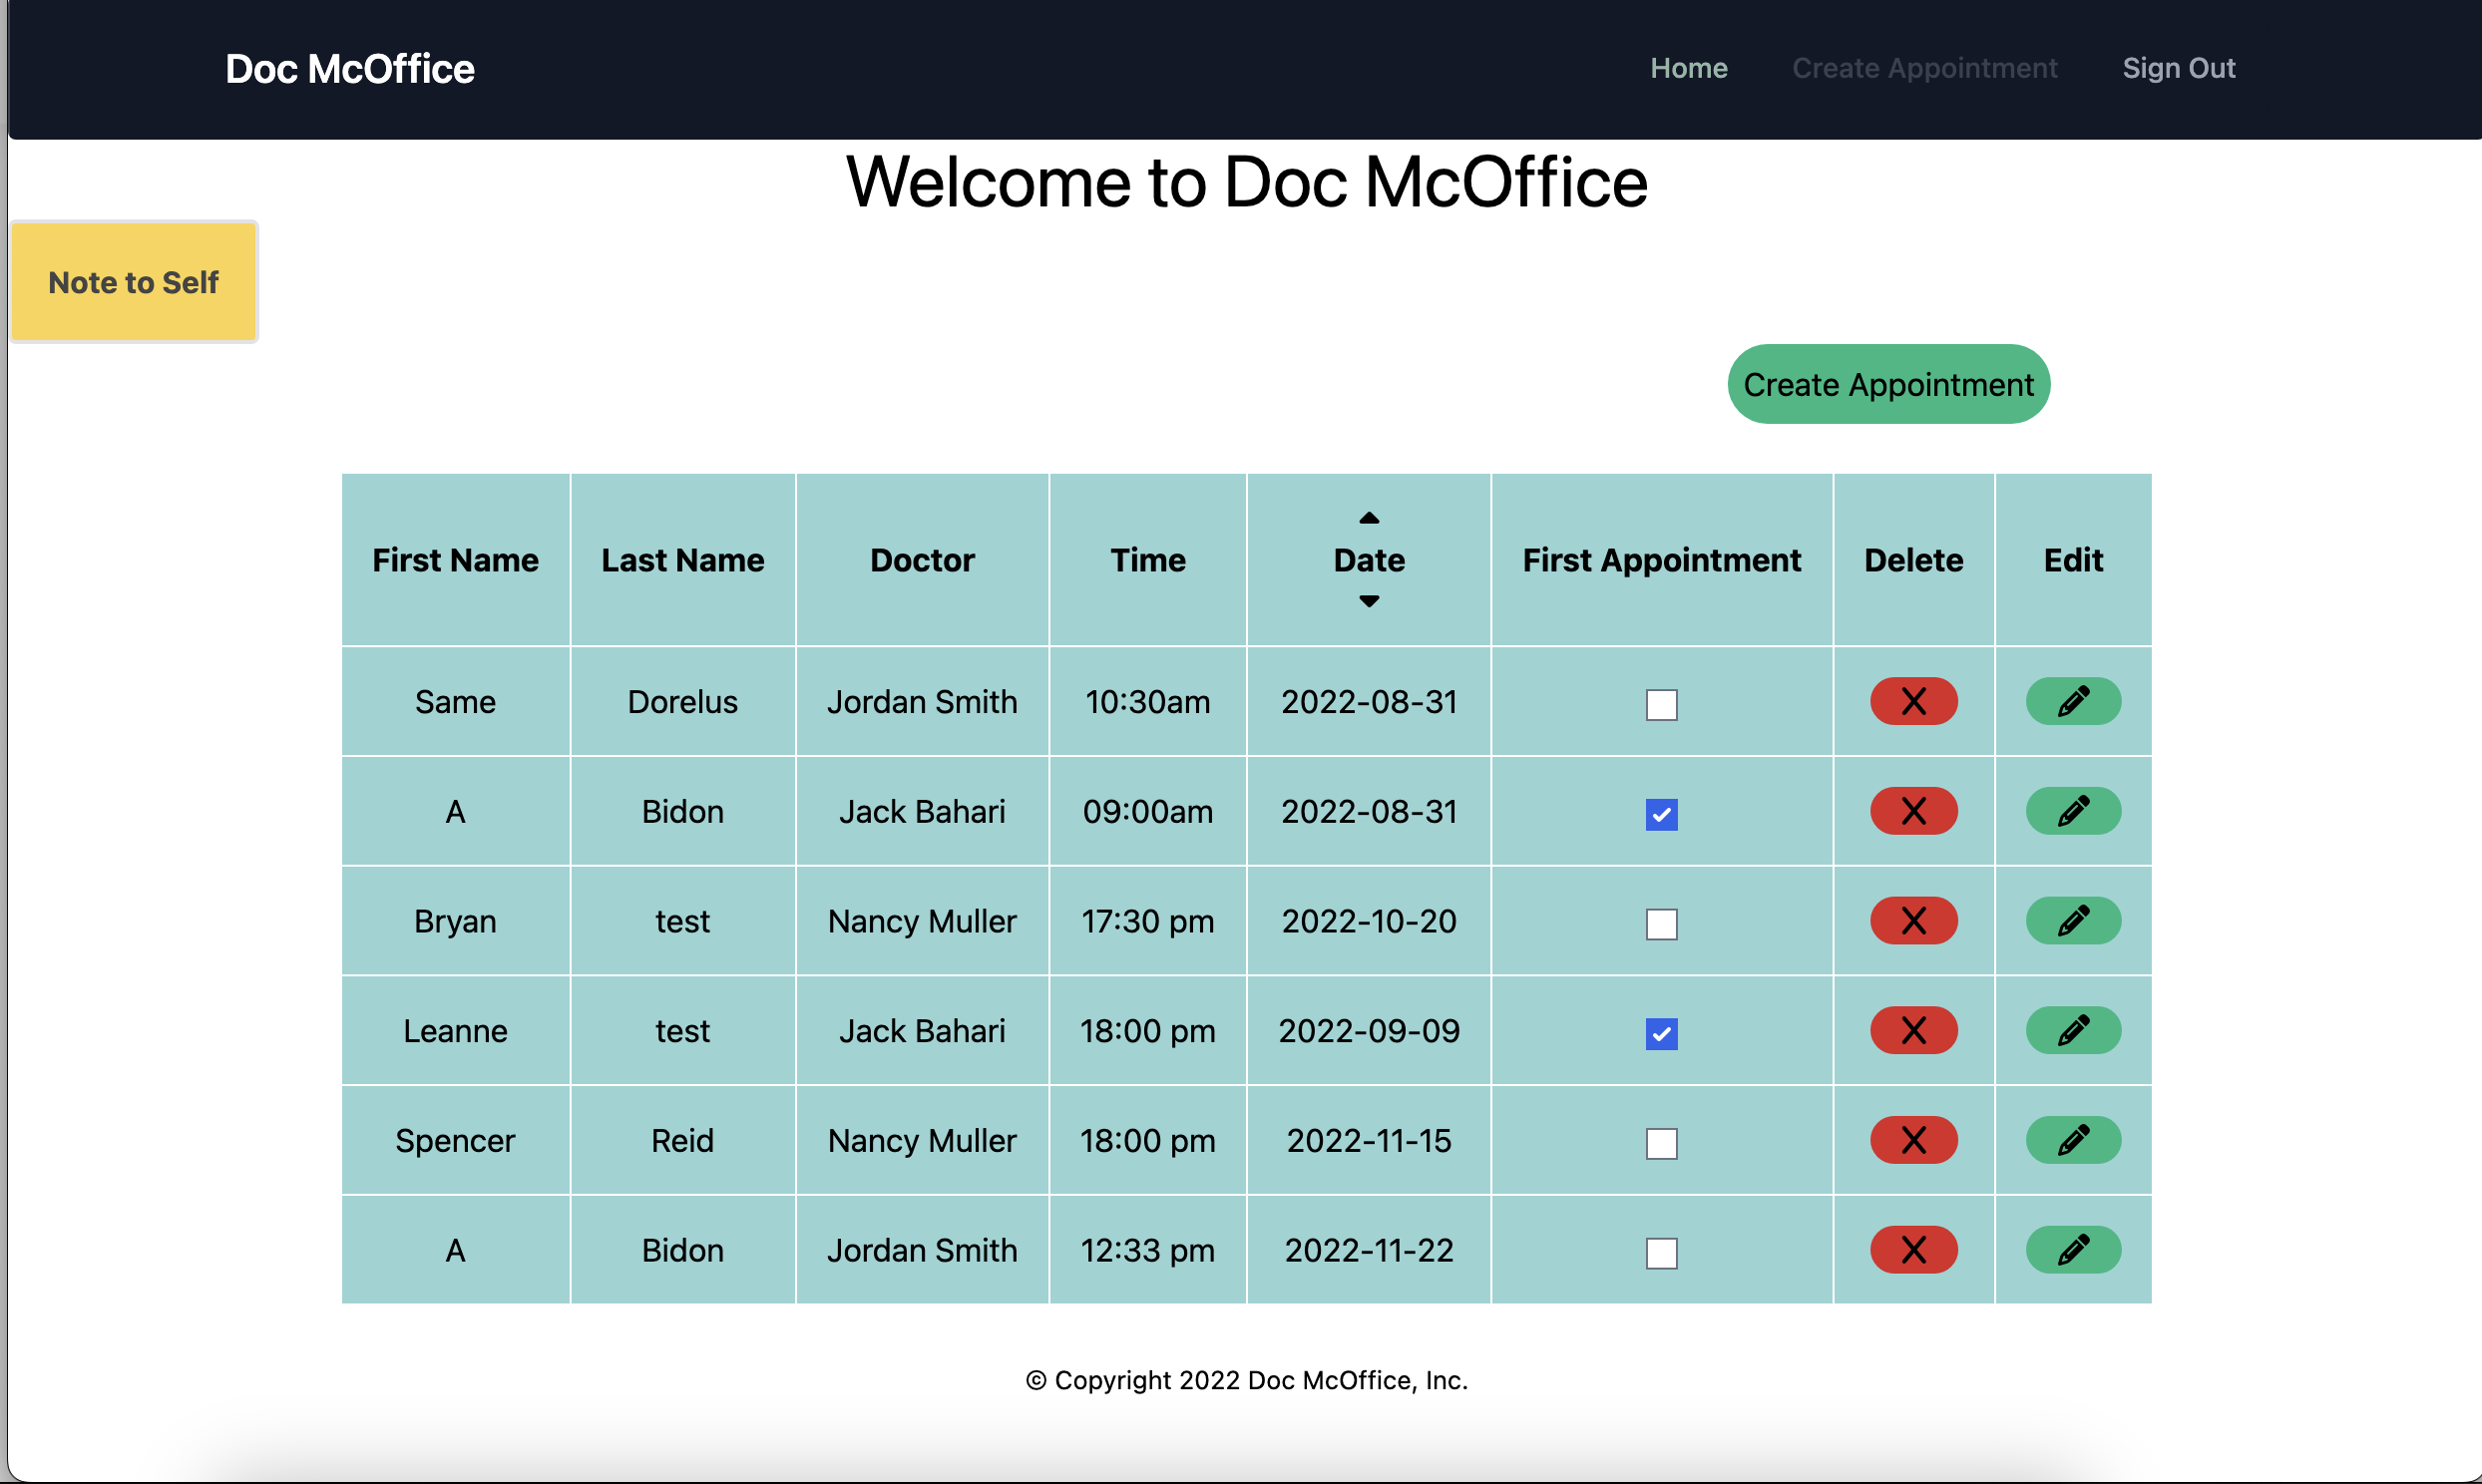 Doc McOffice Home Create Appointment Sign Out
Welcome to Doc McOffice
Note to Self
Create Appointment
First Name Last Name Doctor Time Date First Appointment Delete Edit
Same Dorelus Jordan Smith 10:30am 2022-08-31
A Bidon Jack Bahari 09:00am 2022-08-31
Bryan test Nancy Muller 17:30 pm 2022-10-20
Leanne test Jack Bahari 18:00 pm 2022-09-09
Spencer Reid Nancy Muller 18:00 pm 2022-11-15
A Bidon Jordan Smith 12:33 pm 2022-11-22
© Copyright 2022 Doc McOffice, Inc.